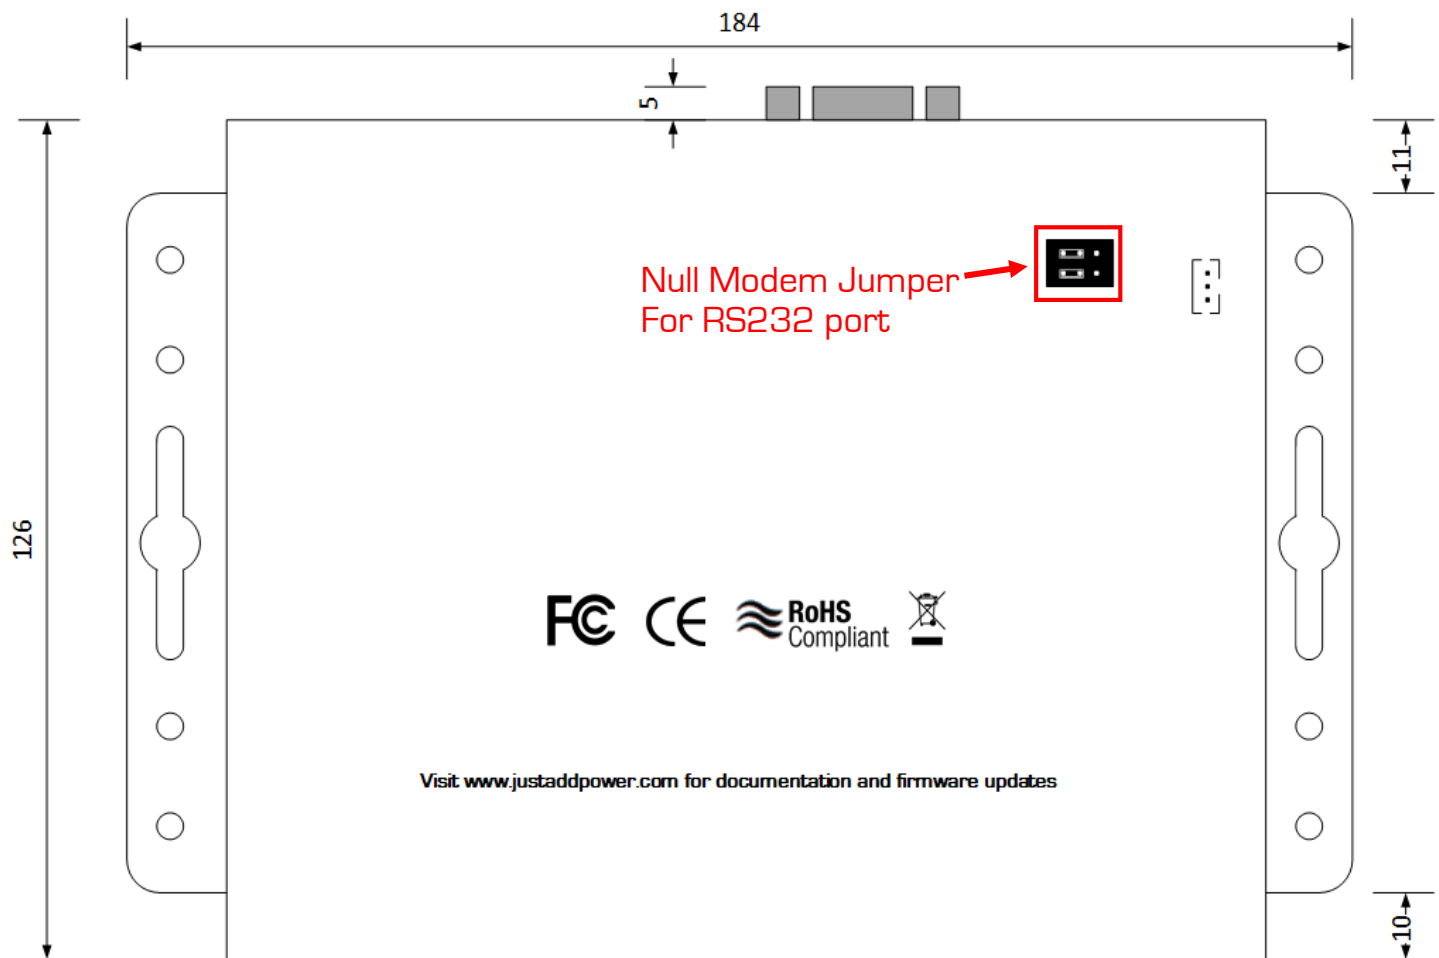 184
5
11
Null Modem Jumper
For RS232 port
126
FC CE RoHS
Compliant
Visit www.justaddpower.com for documentation and firmware updates
10